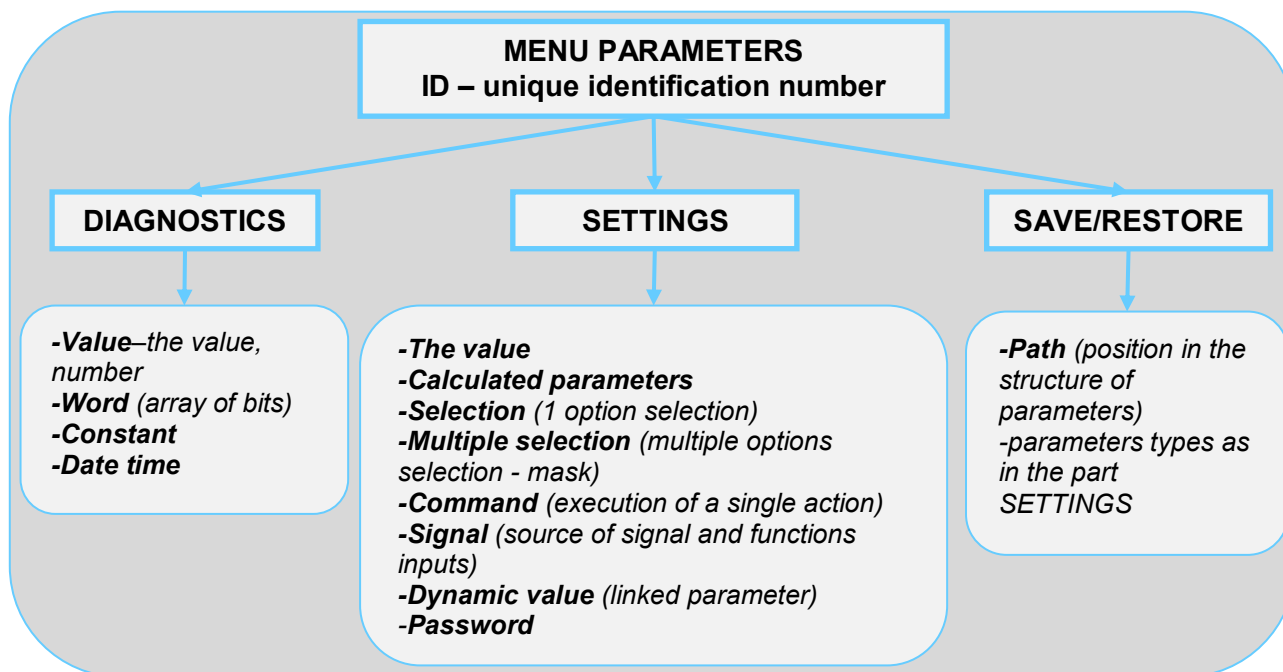 MENU PARAMETERS
ID – unique identification number
DIAGNOSTICS
SETTINGS
SAVE/RESTORE
-Value–the value,
number
-Word (array of bits)
-Constant
-Date time
-The value
-Calculated parameters
-Selection (1 option selection)
-Multiple selection (multiple options
selection - mask)
-Command (execution of a single action)
-Signal (source of signal and functions
inputs)
-Dynamic value (linked parameter)
-Password
-Path (position in the
structure of
parameters)
-parameters types as
in the part
SETTINGS